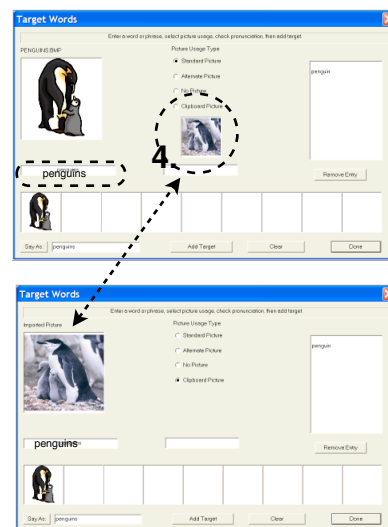 Target Words
Enter a word or phrase, select picture usage, check pronunciation, then add target
PENGUINS.BMP
Picture Usage Type
Standard Picture
Alternate Picture
No Picture
Clipboard Picture
penguin
4.
penguins
Remove Entry
Say As:
penguins
Add Target
Clear
Done
Target Words
Enter a word or phrase, select picture usage, check pronunciation, then add target
Imported Picture
Picture Usage Type
Standard Picture
Alternate Picture
No Picture
Clipboard Picture
penguin
penguins
Remove Entry
Say As:
penguins
Add Target
Clear
Done